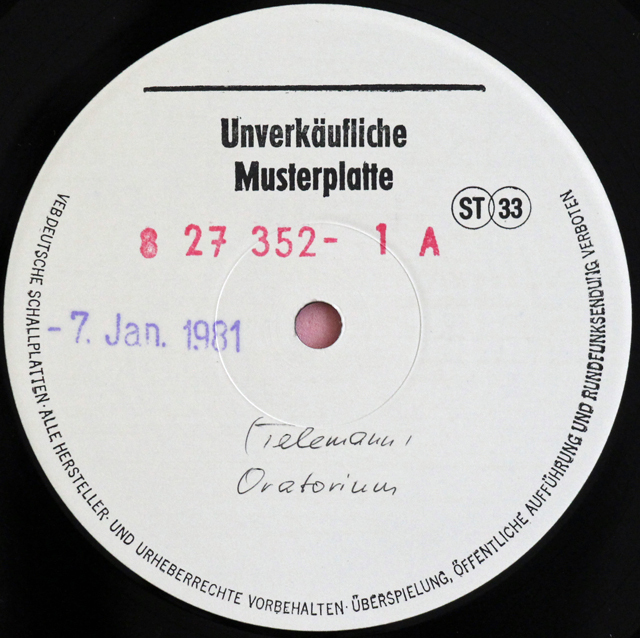 Unverkäufliche
Musterplatte
ST 33
8 27 352- 1 A
-7. Jan. 1981
Telemann,
Oratorium
VEB DEUTSCHE SCHALLPLATTEN · ALLE HERSTELLER- UND URHEBERRECHTE VORBEHALTEN · ÜBERSPIELUNG, ÖFFENTLICHE AUFFÜHRUNG UND RUNDFUNKSENDUNG VERBOTEN